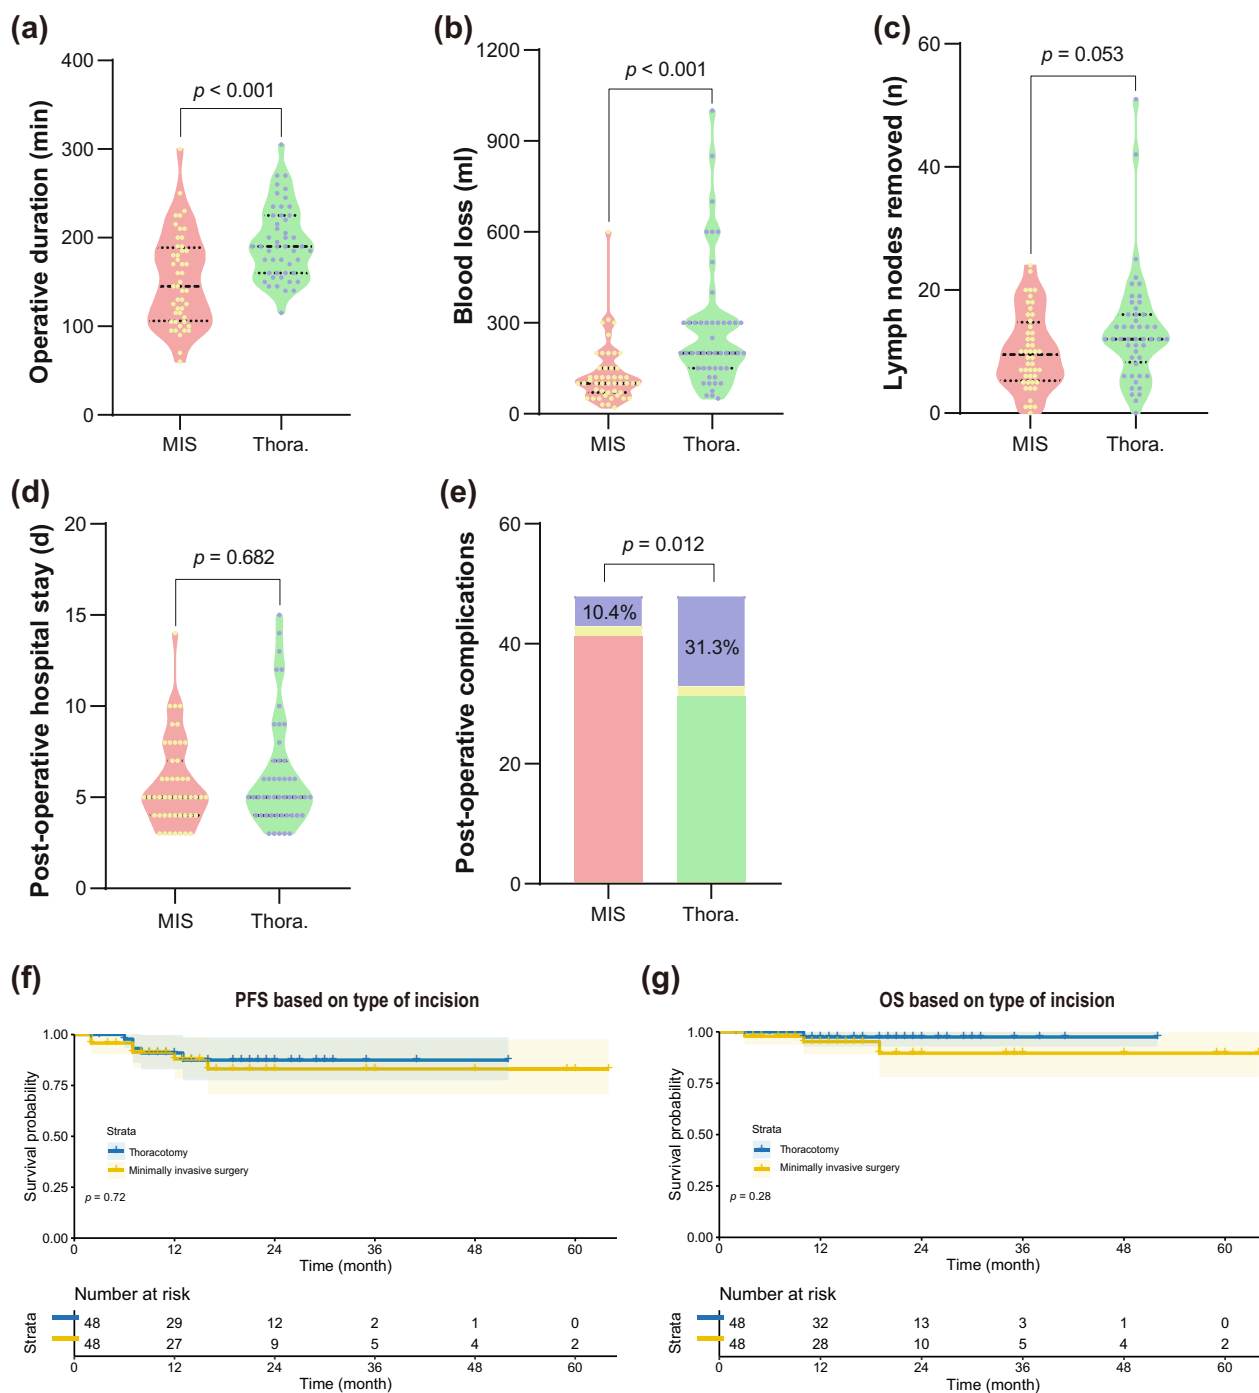 (a)
Operative duration (min)
400
300
200
100
0
p < 0.001
MIS
Thora.
(b)
Blood loss (ml)
1200
900
600
300
0
p < 0.001
MIS
Thora.
(c)
Lymph nodes removed (n)
60
40
20
0
p = 0.053
MIS
Thora.
(d)
Post-operative hospital stay (d)
20
15
10
5
0
p = 0.682
MIS
Thora.
(e)
Post-operative complications
60
40
20
0
p = 0.012
10.4%
31.3%
MIS
Thora.
(f)
PFS based on type of incision
Survival probability
1.00
0.75
0.50
0.25
0.00
Strata
Thoracotomy
Minimally invasive surgery
p = 0.72
0 12 24 36 48 60
Time (month)
Number at risk
Strata
48 29 12 2 1 0
48 27 9 5 4 2
0 12 24 36 48 60
Time (month)
(g)
OS based on type of incision
Survival probability
1.00
0.75
0.50
0.25
0.00
Strata
Thoracotomy
Minimally invasive surgery
p = 0.28
0 12 24 36 48 60
Time (month)
Number at risk
Strata
48 32 13 3 1 0
48 28 10 5 4 2
0 12 24 36 48 60
Time (month)